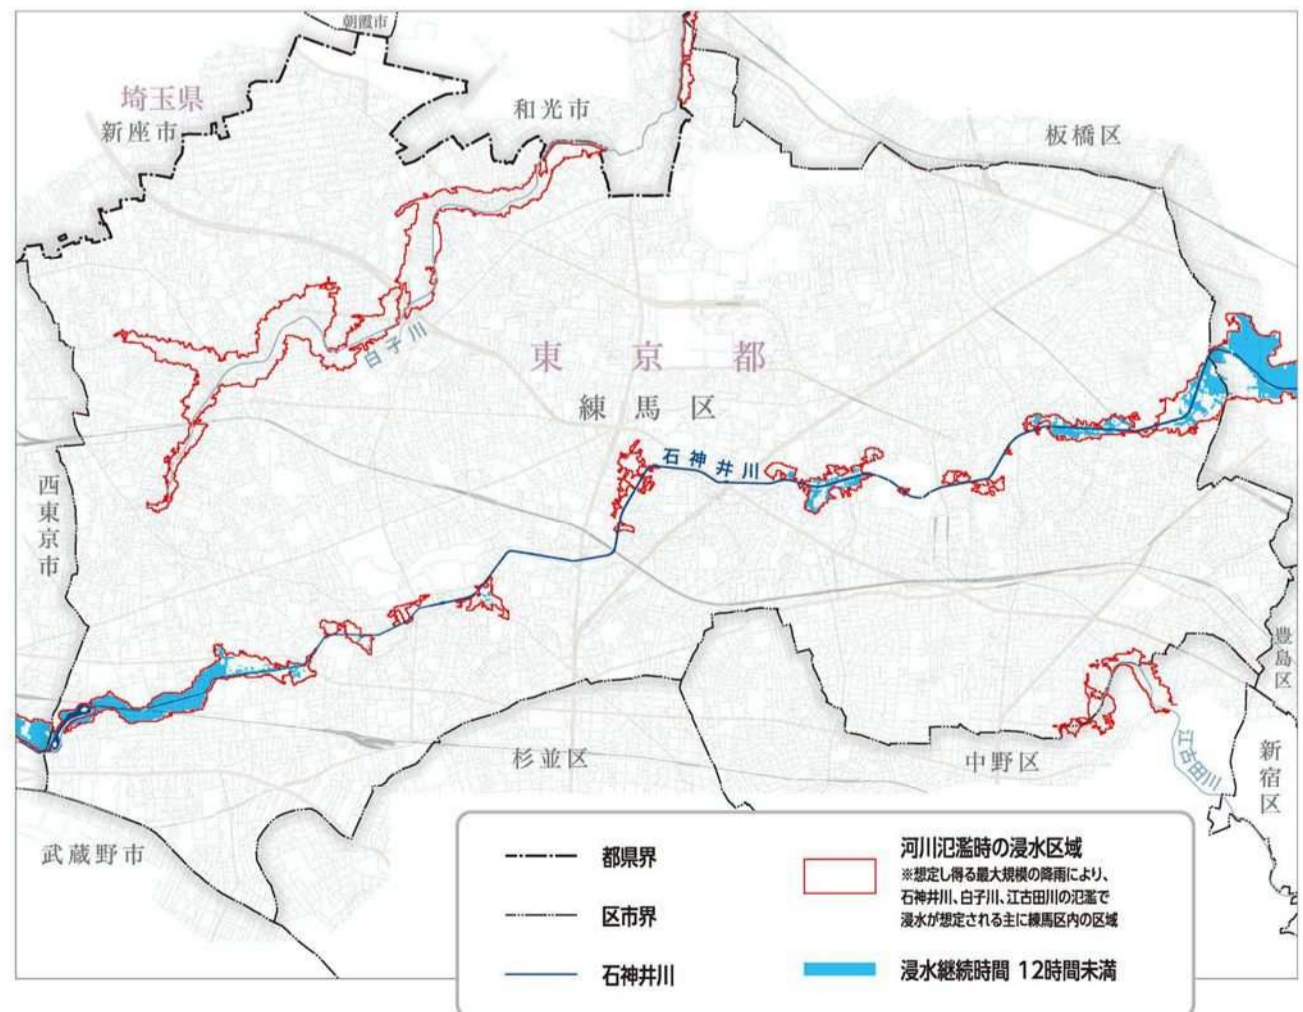 朝霞市
埼玉県
新座市
和光市
板橋区
白子川
東京都
練馬区
石神井川
西東京市
豊島区
杉並区
中野区
江古田川
新宿区
武蔵野市
都県界
区市界
石神井川
河川氾濫時の浸水区域
※想定し得る最大規模の降雨により、
石神井川、白子川、江古田川の氾濫で
浸水が想定される主に練馬区内の区域
浸水継続時間 12時間未満